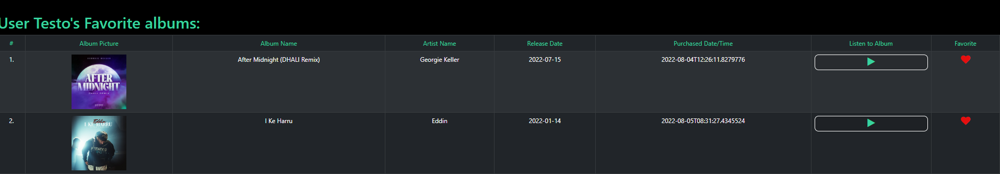 User Testo's Favorite albums:
# Album Picture Album Name Artist Name Release Date Purchased Date/Time Listen to Album Favorite
1. After Midnight (DHALI Remix) Georgie Keller 2022-07-15 2022-08-04T12:26:11.8279776
GEORGIE KELLER
AFTER
MIDNIGHT
DHALI REMIX
2. I Ke Harru Eddin 2022-01-14 2022-08-05T08:31:27.4345524
Eddin
I KE HARRU